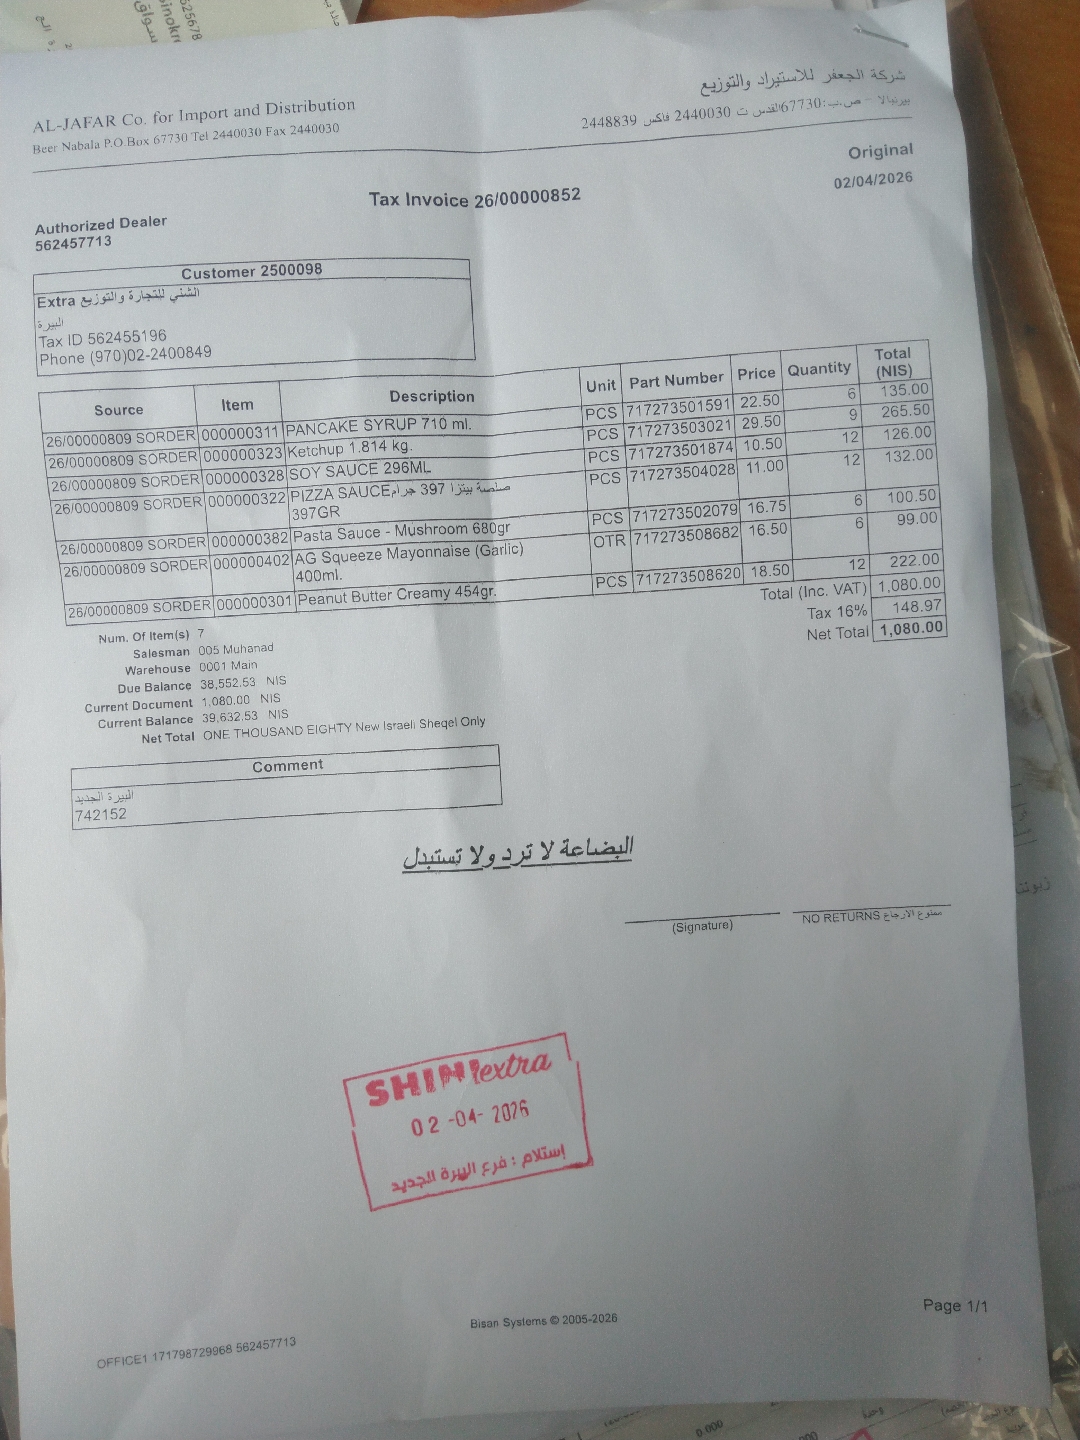 AL-JAFAR Co. for Import and Distribution
Beer Nabala P.O.Box 67730 Tel 2440030 Fax 2440030
شركة الجعفر للاستيراد والتوزيع
بيرنبالا - ص.ب:67730القدس ت 2440030 فاكس 2448839
Original
02/04/2026
Tax Invoice 26/00000852
Authorized Dealer
562457713
Customer 2500098
Extra الشني للتجارة والتوزيع
البيرة
Tax ID 562455196
Phone (970)02-2400849
Source Item Description Unit Part Number Price Quantity Total (NIS)
26/00000809 SORDER 000000311 PANCAKE SYRUP 710 ml. PCS 717273501591 22.50 6 135.00
26/00000809 SORDER 000000323 Ketchup 1.814 kg. PCS 717273503021 29.50 9 265.50
26/00000809 SORDER 000000328 SOY SAUCE 296ML PCS 717273501874 10.50 12 126.00
26/00000809 SORDER 000000322 PIZZA SAUCE صلصة بيتزا 397 جرام PCS 717273504028 11.00 12 132.00
397GR
26/00000809 SORDER 000000382 Pasta Sauce - Mushroom 680gr PCS 717273502079 16.75 6 100.50
26/00000809 SORDER 000000402 AG Squeeze Mayonnaise (Garlic) OTR 717273508682 16.50 6 99.00
400ml.
26/00000809 SORDER 000000301 Peanut Butter Creamy 454gr. PCS 717273508620 18.50 12 222.00
Total (Inc. VAT) 1,080.00
Tax 16% 148.97
Net Total 1,080.00
Num. Of Item(s) 7
Salesman 005 Muhanad
Warehouse 0001 Main
Due Balance 38,552.53 NIS
Current Document 1,080.00 NIS
Current Balance 39,632.53 NIS
Net Total ONE THOUSAND EIGHTY New Israeli Sheqel Only
Comment
البيرة الجديد
742152
البضاعة لا ترد ولا تستبدل
(Signature)
NO RETURNS ممنوع الارجاع
SHINI extra
02-04-2026
إستلام : فرع البيرة الجديد
Page 1/1
Bisan Systems © 2005-2026
OFFICE1 171798729968 562457713